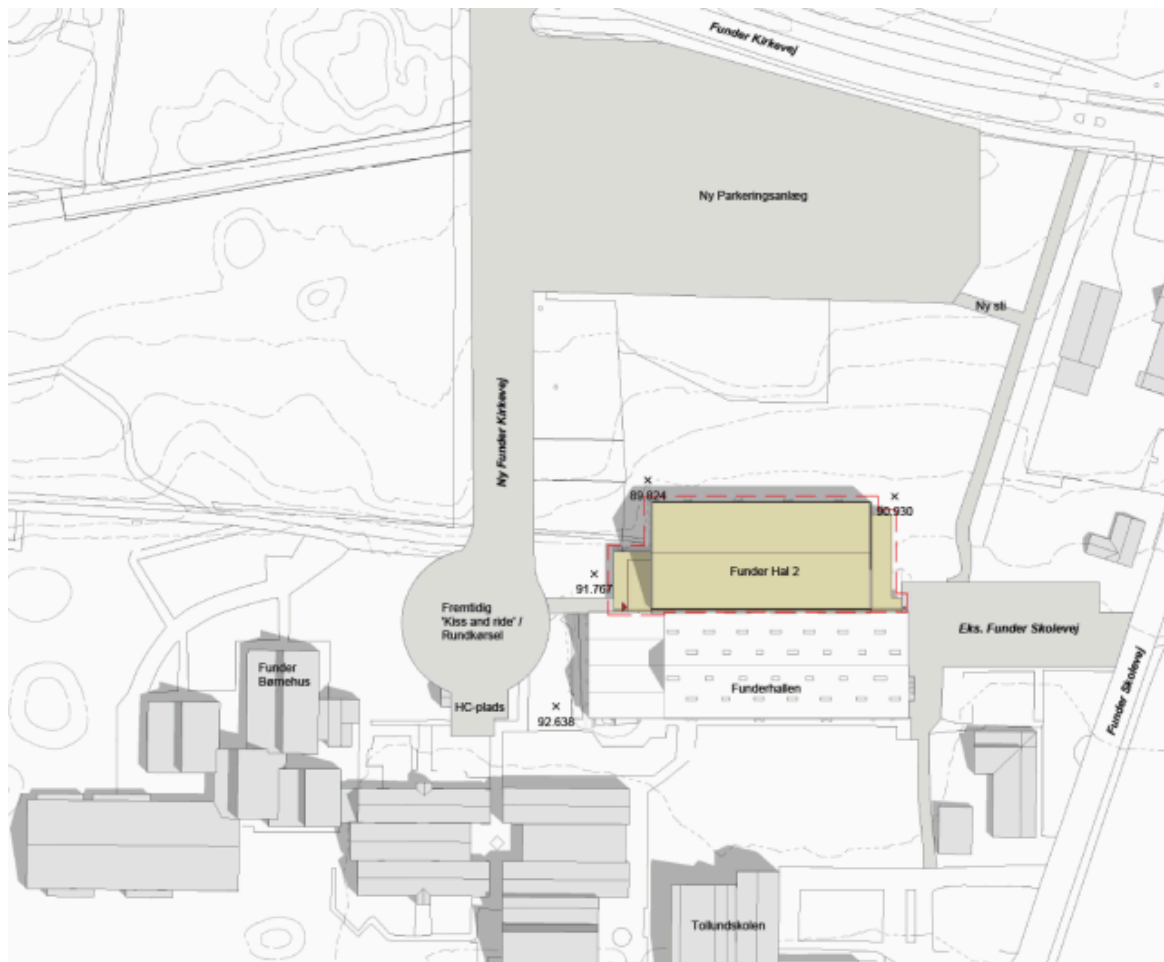 Funder Kirkevej
Ny Parkeringsanlæg
Ny sti
Ny Funder Kirkevej
89.824
90.930
Funder Hal 2
91.767
Fremtidig
'Kiss and ride' /
Rundkørsel
Eks. Funder Skolevej
Funder
Børnehus
Funderhallen
HC-plads
92.638
Funder Skolevej
Tollundskolen